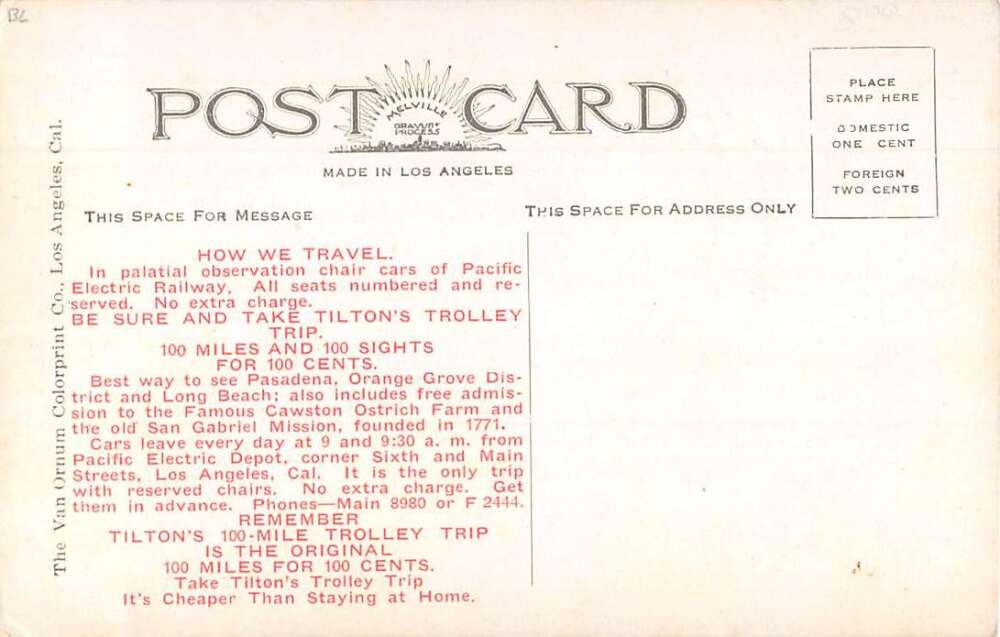 BL
POST CARD
MELVILLE
GRAVURE
PROCESS
MADE IN LOS ANGELES
PLACE
STAMP HERE
DOMESTIC
ONE CENT
FOREIGN
TWO CENTS
THIS SPACE FOR MESSAGE
THIS SPACE FOR ADDRESS ONLY
The Van Ornum Colorprint Co., Los Angeles, Cal.
HOW WE TRAVEL.
In palatial observation chair cars of Pacific
Electric Railway, All seats numbered and re-
served. No extra charge.
BE SURE AND TAKE TILTON'S TROLLEY
TRIP.
100 MILES AND 100 SIGHTS
FOR 100 CENTS.
Best way to see Pasadena, Orange Grove Dis-
trict and Long Beach; also includes free admis-
sion to the Famous Cawston Ostrich Farm and
the old San Gabriel Mission, founded in 1771.
Cars leave every day at 9 and 9:30 a. m. from
Pacific Electric Depot, corner Sixth and Main
Streets, Los Angeles, Cal. It is the only trip
with reserved chairs. No extra charge. Get
them in advance. Phones—Main 8980 or F 2444.
REMEMBER
TILTON'S 100-MILE TROLLEY TRIP
IS THE ORIGINAL
100 MILES FOR 100 CENTS.
Take Tilton's Trolley Trip
It's Cheaper Than Staying at Home.